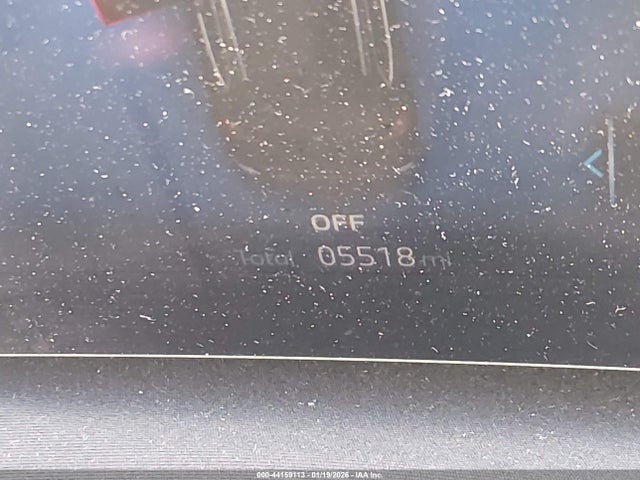 OFF
Total 05518 mi
000-44159113 - 01/19/2026 - IAA Inc.